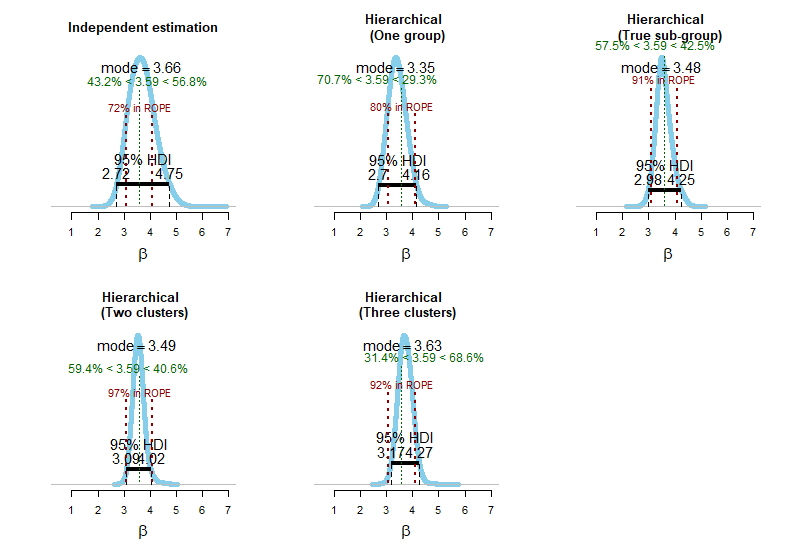 Independent estimation
mode = 3.66
43.2% < 3.59 < 56.8%
72% in ROPE
95% HDI
2.72 4.75
1 2 3 4 5 6 7
β
Hierarchical
(One group)
mode = 3.35
70.7% < 3.59 < 29.3%
80% in ROPE
95% HDI
2.7 4.16
1 2 3 4 5 6 7
β
Hierarchical
(True sub-group)
57.5% < 3.59 < 42.5%
mode = 3.48
91% in ROPE
95% HDI
2.98 4.25
1 2 3 4 5 6 7
β
Hierarchical
(Two clusters)
mode = 3.49
59.4% < 3.59 < 40.6%
97% in ROPE
95% HDI
3.09 4.02
1 2 3 4 5 6 7
β
Hierarchical
(Three clusters)
mode = 3.63
31.4% < 3.59 < 68.6%
92% in ROPE
95% HDI
3.17 4.27
1 2 3 4 5 6 7
β